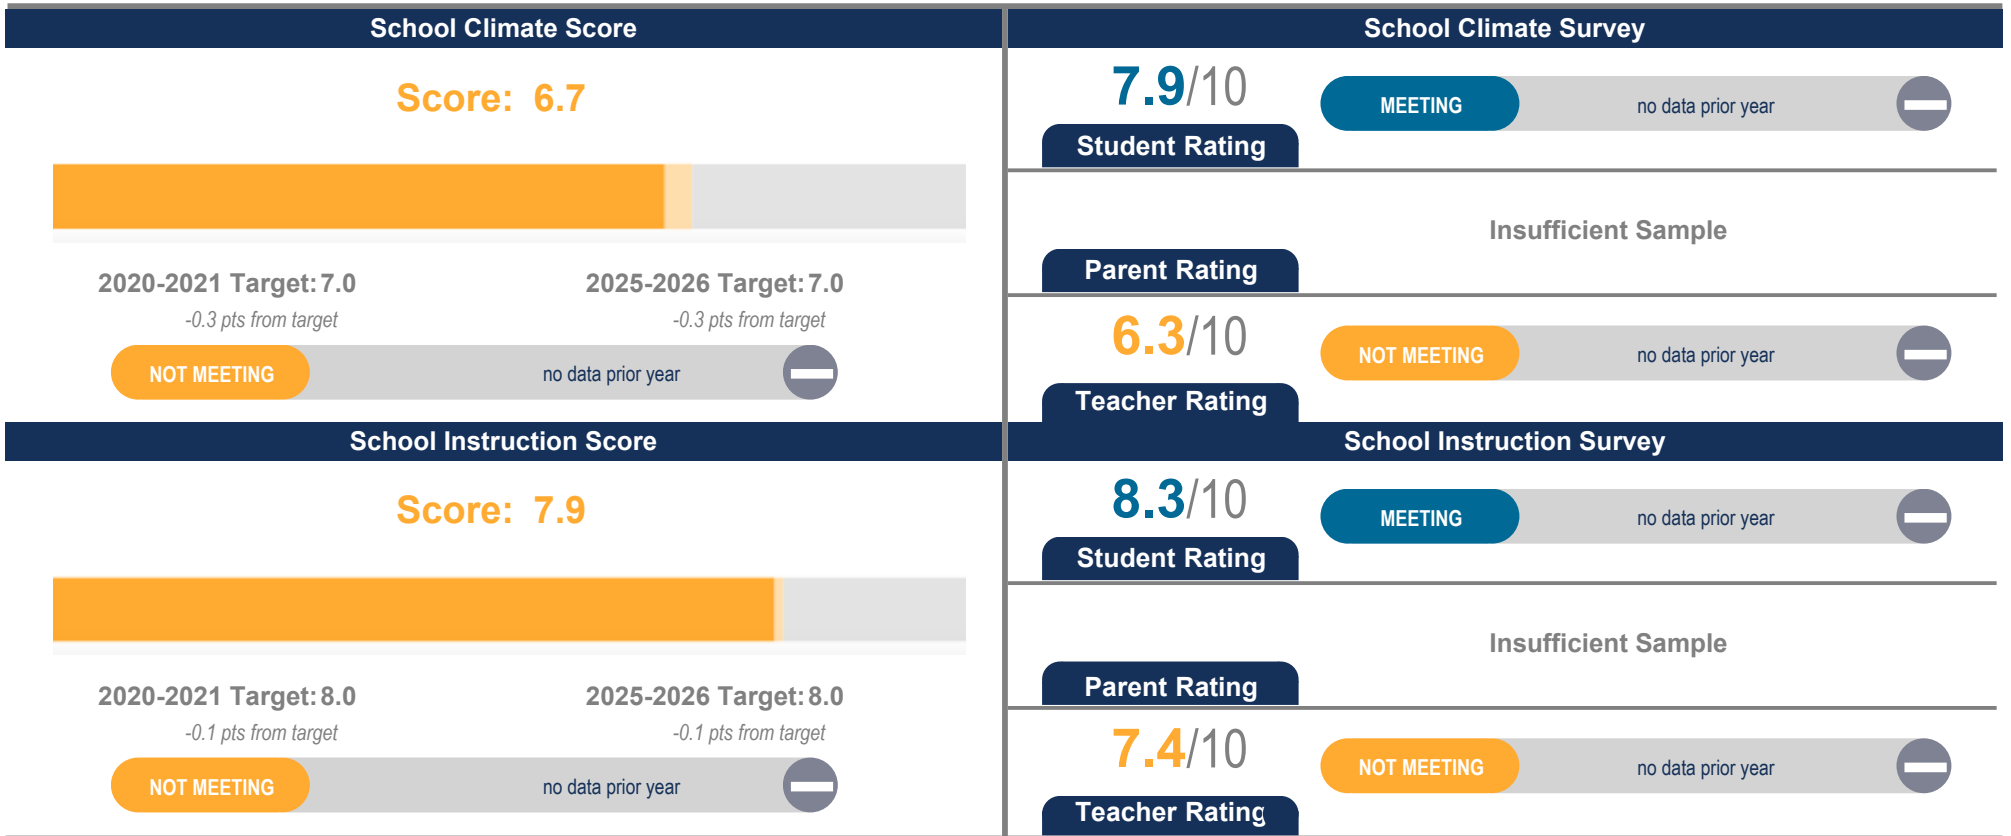 School Climate Score
Score: 6.7
2020-2021 Target: 7.0
2025-2026 Target: 7.0
-0.3 pts from target
-0.3 pts from target
NOT MEETING
no data prior year
School Climate Survey
7.9/10
MEETING
no data prior year
Student Rating
Insufficient Sample
Parent Rating
6.3/10
NOT MEETING
no data prior year
Teacher Rating
School Instruction Score
Score: 7.9
2020-2021 Target: 8.0
2025-2026 Target: 8.0
-0.1 pts from target
-0.1 pts from target
NOT MEETING
no data prior year
School Instruction Survey
8.3/10
MEETING
no data prior year
Student Rating
Insufficient Sample
Parent Rating
7.4/10
NOT MEETING
no data prior year
Teacher Rating